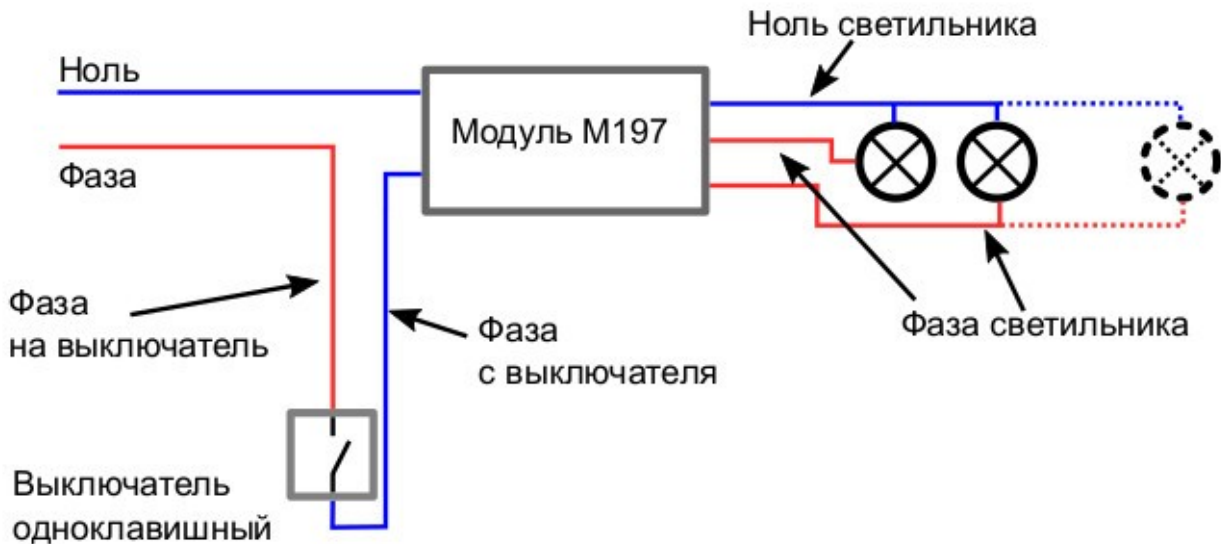 Ноль светильника
Ноль
Модуль М197
Фаза
Фаза
на выключатель
Фаза
с выключателя
Фаза светильника
Выключатель
одноклавишный